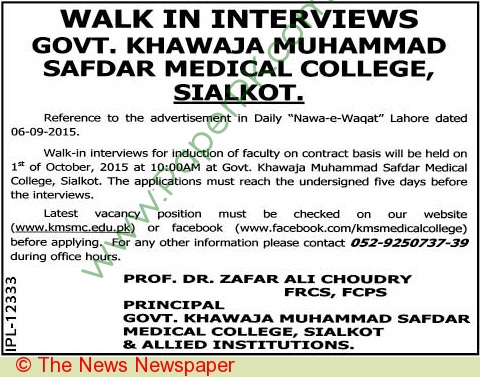 WALK IN INTERVIEWS
GOVT. KHAWAJA MUHAMMAD
SAFDAR MEDICAL COLLEGE,
SIALKOT.
Reference to the advertisement in Daily “Nawa-e-Waqat” Lahore dated
06-09-2015.
Walk-in interviews for induction of faculty on contract basis will be held on
1st of October, 2015 at 10:00AM at Govt. Khawaja Muhammad Safdar Medical
College, Sialkot. The applications must reach the undersigned five days before
the interviews.
Latest vacancy position must be checked on our website
(www.kmsmc.edu.pk) or facebook (www.facebook.com/kmsmedicalcollege)
before applying. For any other information please contact 052-9250737-39
during office hours.
PROF. DR. ZAFAR ALI CHOUDRY
FRCS, FCPS
PRINCIPAL
GOVT. KHAWAJA MUHAMMAD SAFDAR
MEDICAL COLLEGE, SIALKOT
& ALLIED INSTITUTIONS.
IPL-12333
www.paperpk.com
© The News Newspaper